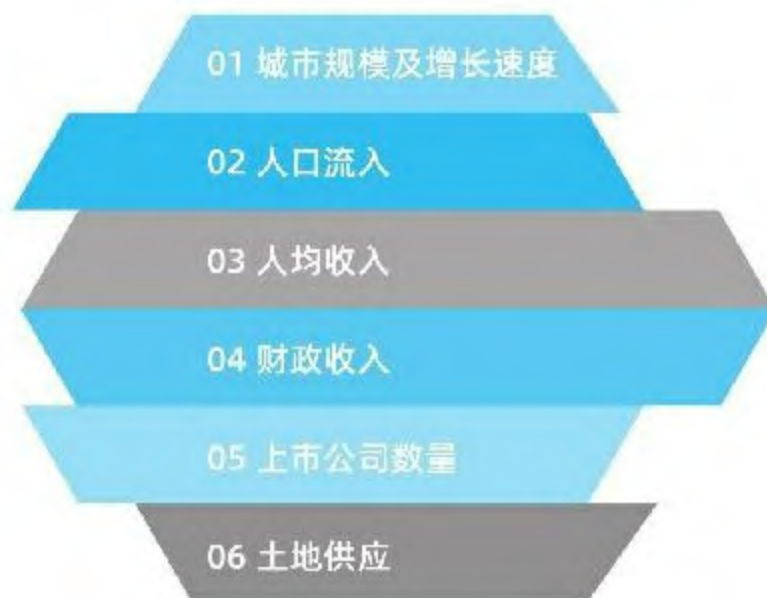 01 城市规模及增长速度
02 人口流入
03 人均收入
04 财政收入
05 上市公司数量
06 土地供应